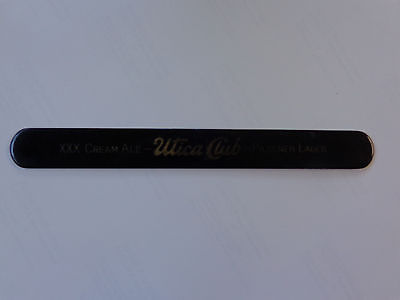 XXX CREAM ALE – Utica Club – PILSENER LAGER